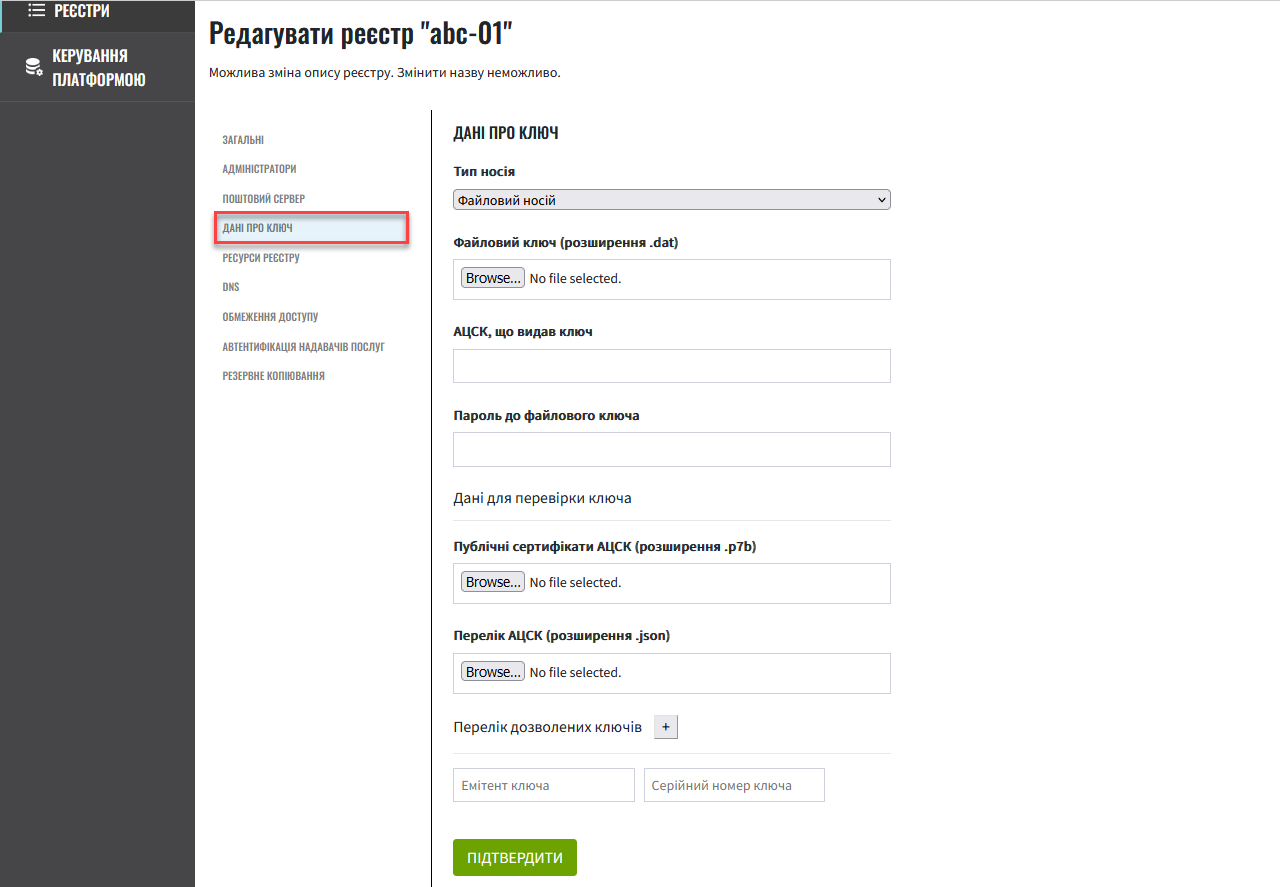 РЕЄСТРИ
КЕРУВАННЯ
ПЛАТФОРМОЮ
Редагувати реєстр "abc-01"
Можлива зміна опису реєстру. Змінити назву неможливо.
ЗАГАЛЬНІ
АДМІНІСТРАТОРИ
ПОШТОВИЙ СЕРВЕР
ДАНІ ПРО КЛЮЧ
РЕСУРСИ РЕЄСТРУ
DNS
ОБМЕЖЕННЯ ДОСТУПУ
АВТЕНТИФІКАЦІЯ НАДАВАЧІВ ПОСЛУГ
РЕЗЕРВНЕ КОПІЮВАННЯ
ДАНІ ПРО КЛЮЧ
Тип носія
Файловий носій
Файловий ключ (розширення .dat)
Browse... No file selected.
АЦСК, що видав ключ
Пароль до файлового ключа
Дані для перевірки ключа
Публічні сертифікати АЦСК (розширення .p7b)
Browse... No file selected.
Перелік АЦСК (розширення .json)
Browse... No file selected.
Перелік дозволених ключів +
Емітент ключа Серійний номер ключа
ПІДТВЕРДИТИ